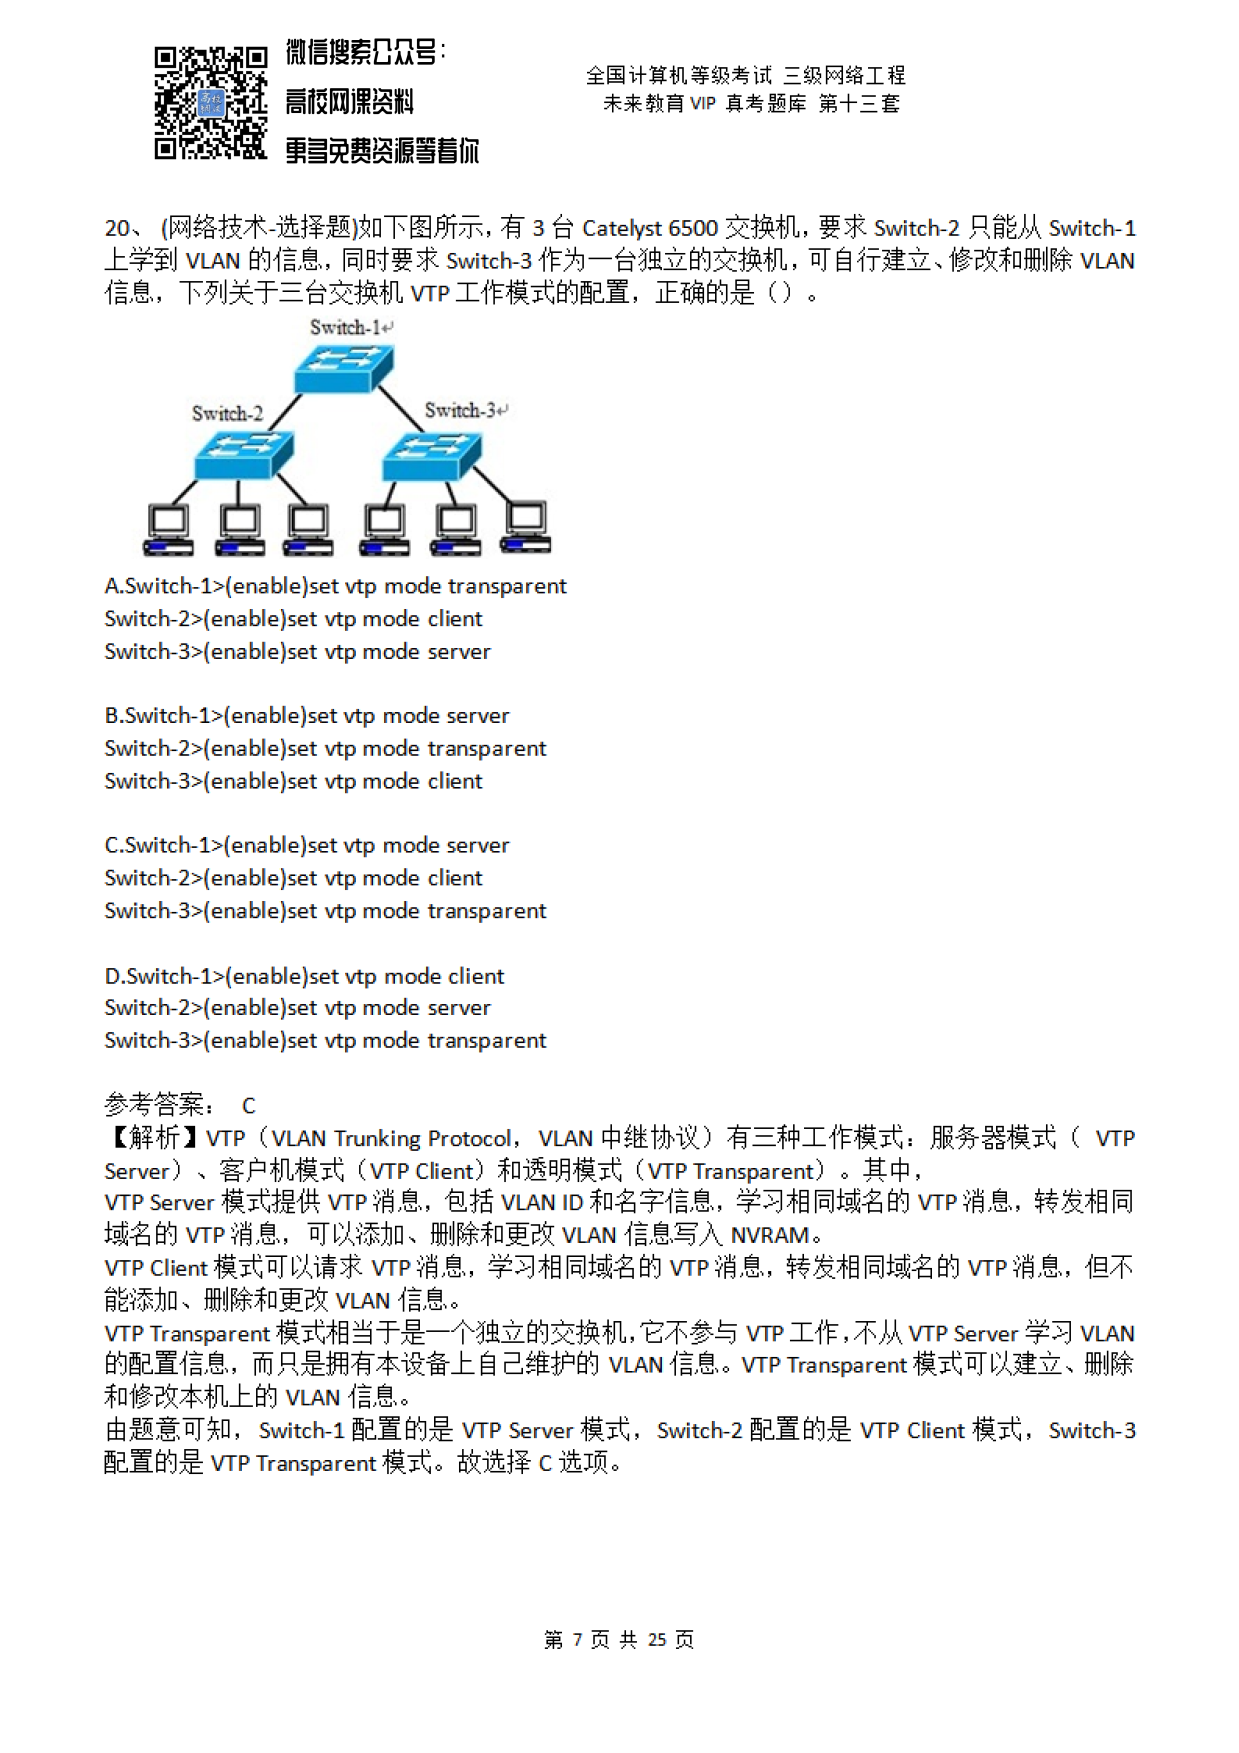 微信搜索公众号：
高校网课资料
更多免费资源等着你
全国计算机等级考试 三级网络工程
未来教育 VIP 真考题库 第十三套
20、 (网络技术-选择题)如下图所示，有 3 台 Catelyst 6500 交换机，要求 Switch-2 只能从 Switch-1
上学到 VLAN 的信息，同时要求 Switch-3 作为一台独立的交换机，可自行建立、修改和删除 VLAN
信息，下列关于三台交换机 VTP 工作模式的配置，正确的是（）。
Switch-1↵
Switch-2
Switch-3↵
A.Switch-1>(enable)set vtp mode transparent
Switch-2>(enable)set vtp mode client
Switch-3>(enable)set vtp mode server
B.Switch-1>(enable)set vtp mode server
Switch-2>(enable)set vtp mode transparent
Switch-3>(enable)set vtp mode client
C.Switch-1>(enable)set vtp mode server
Switch-2>(enable)set vtp mode client
Switch-3>(enable)set vtp mode transparent
D.Switch-1>(enable)set vtp mode client
Switch-2>(enable)set vtp mode server
Switch-3>(enable)set vtp mode transparent
参考答案： C
【解析】VTP（VLAN Trunking Protocol， VLAN 中继协议）有三种工作模式：服务器模式（ VTP
Server）、客户机模式（VTP Client）和透明模式（VTP Transparent）。其中，
VTP Server 模式提供 VTP 消息，包括 VLAN ID 和名字信息，学习相同域名的 VTP 消息，转发相同
域名的 VTP 消息，可以添加、删除和更改 VLAN 信息写入 NVRAM。
VTP Client 模式可以请求 VTP 消息，学习相同域名的 VTP 消息，转发相同域名的 VTP 消息，但不
能添加、删除和更改 VLAN 信息。
VTP Transparent 模式相当于是一个独立的交换机，它不参与 VTP 工作，不从 VTP Server 学习 VLAN
的配置信息，而只是拥有本设备上自己维护的 VLAN 信息。VTP Transparent 模式可以建立、删除
和修改本机上的 VLAN 信息。
由题意可知，Switch-1 配置的是 VTP Server 模式，Switch-2 配置的是 VTP Client 模式，Switch-3
配置的是 VTP Transparent 模式。故选择 C 选项。
第 7 页 共 25 页